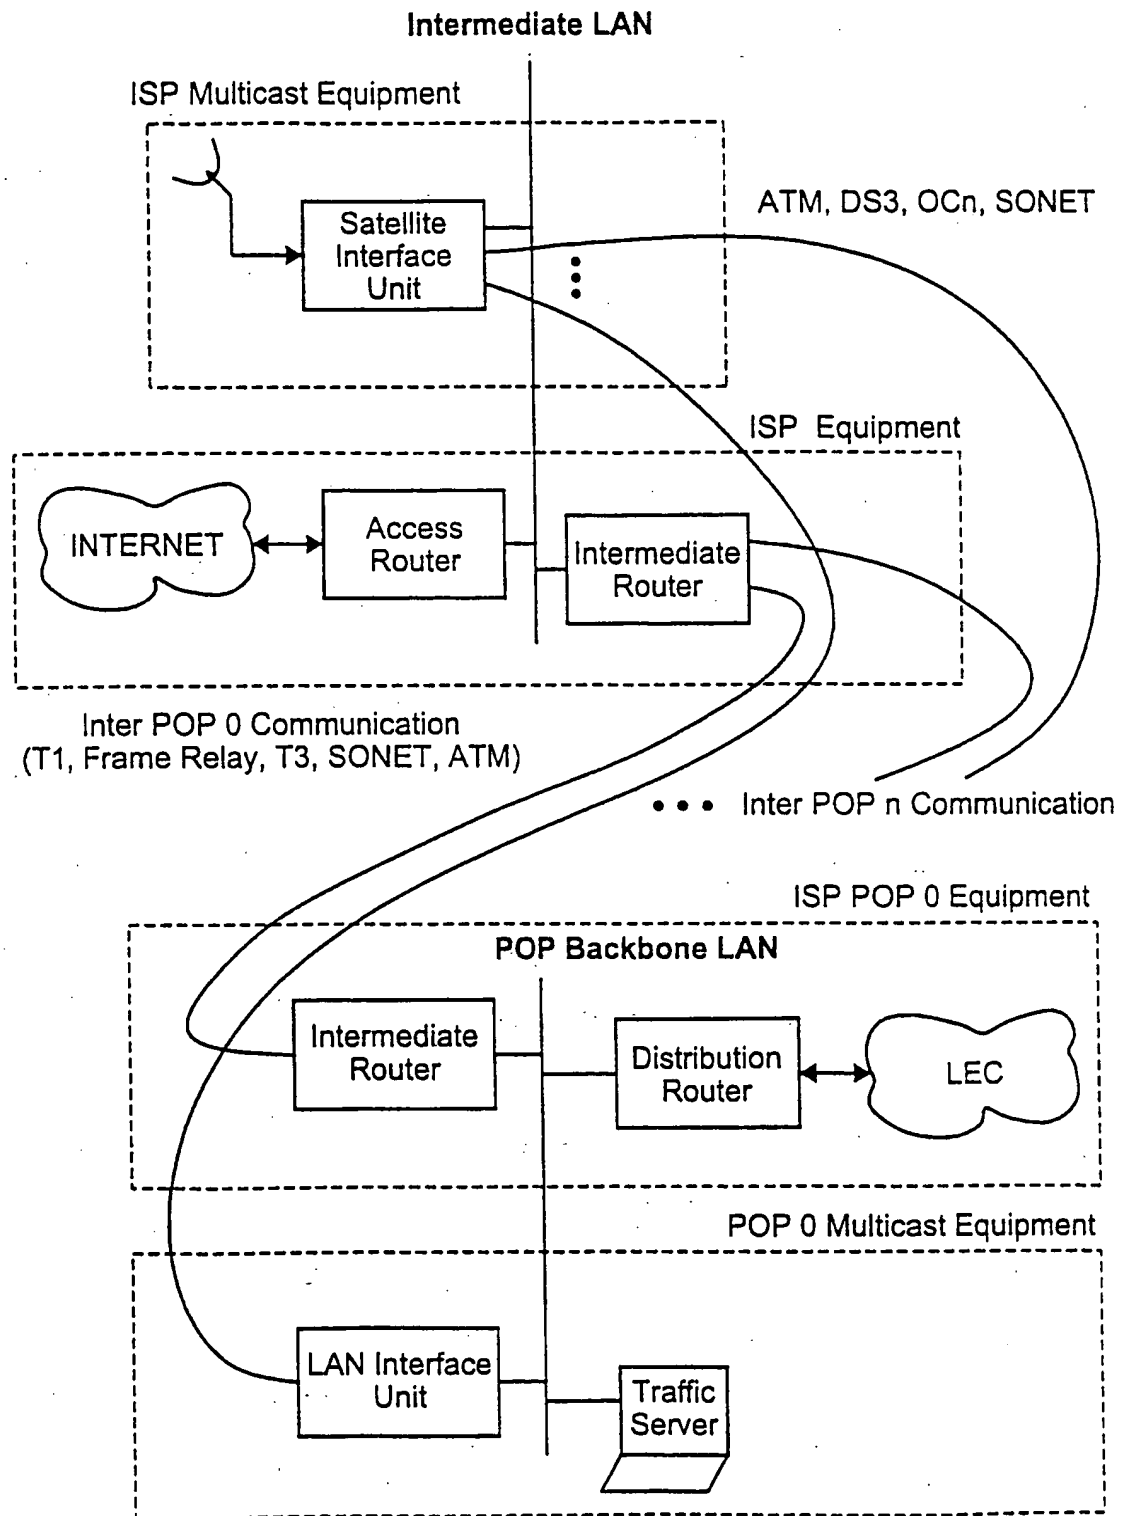 Intermediate LAN
ISP Multicast Equipment
ATM, DS3, OCn, SONET
Satellite
Interface
Unit
ISP Equipment
INTERNET
Access
Router
Intermediate
Router
Inter POP 0 Communication
(T1, Frame Relay, T3, SONET, ATM)
Inter POP n Communication
ISP POP 0 Equipment
POP Backbone LAN
Intermediate
Router
Distribution
Router
LEC
POP 0 Multicast Equipment
LAN Interface
Unit
Traffic
Server